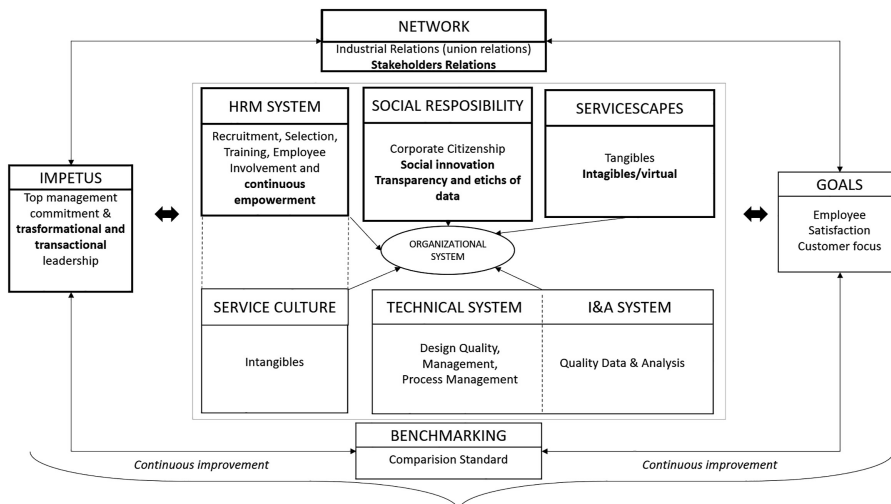 NETWORK
Industrial Relations (union relations)
Stakeholders Relations
HRM SYSTEM
Recruitment, Selection,
Training, Employee
Involvement and
continuous
empowerment
SOCIAL RESPOSIBILITY
Corporate Citizenship
Social innovation
Transparency and etichs of
data
SERVICESCAPES
Tangibles
Intagibles/virtual
IMPETUS
Top management
commitment &
trasformational and
transactional
leadership
GOALS
Employee
Satisfaction
Customer focus
ORGANIZATIONAL
SYSTEM
SERVICE CULTURE
Intangibles
TECHNICAL SYSTEM
Design Quality,
Management,
Process Management
I&A SYSTEM
Quality Data & Analysis
BENCHMARKING
Comparision Standard
Continuous improvement
Continuous improvement